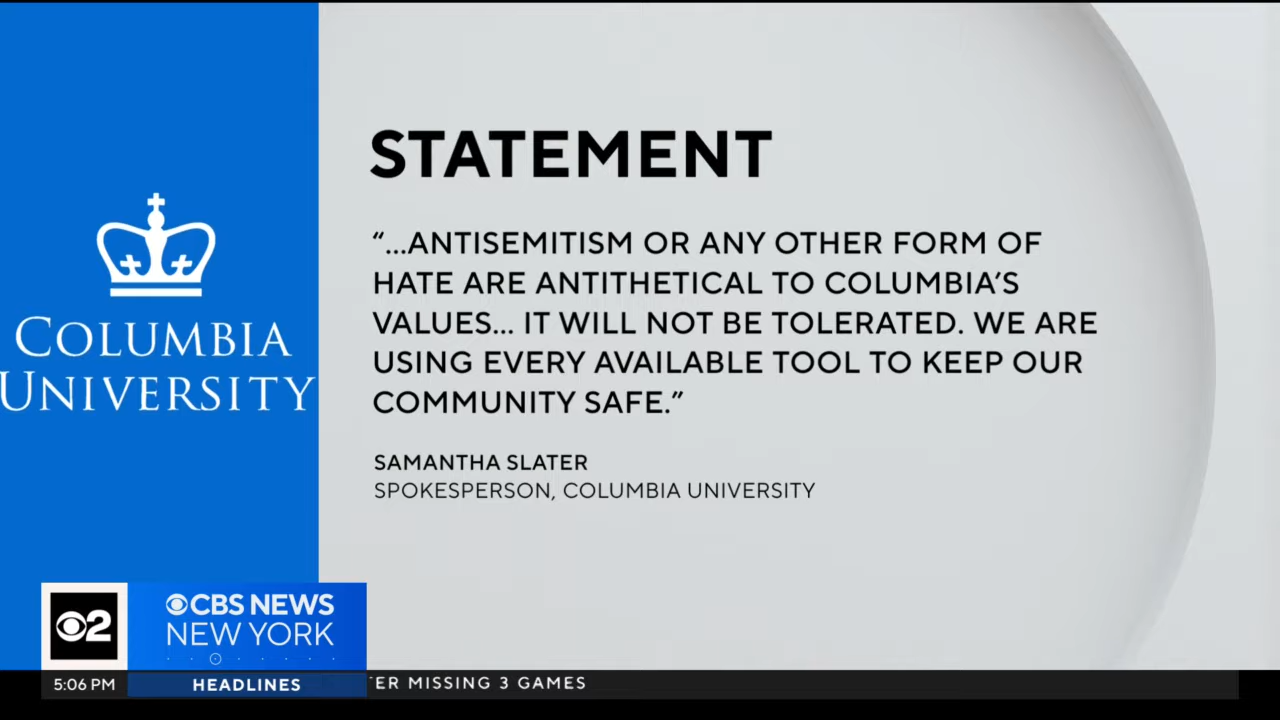 STATEMENT
“...ANTISEMITISM OR ANY OTHER FORM OF
HATE ARE ANTITHETICAL TO COLUMBIA’S
VALUES... IT WILL NOT BE TOLERATED. WE ARE
USING EVERY AVAILABLE TOOL TO KEEP OUR
COMMUNITY SAFE.”
SAMANTHA SLATER
SPOKESPERSON, COLUMBIA UNIVERSITY
COLUMBIA
UNIVERSITY
2
CBS NEWS
NEW YORK
5:06 PM
HEADLINES
TER MISSING 3 GAMES